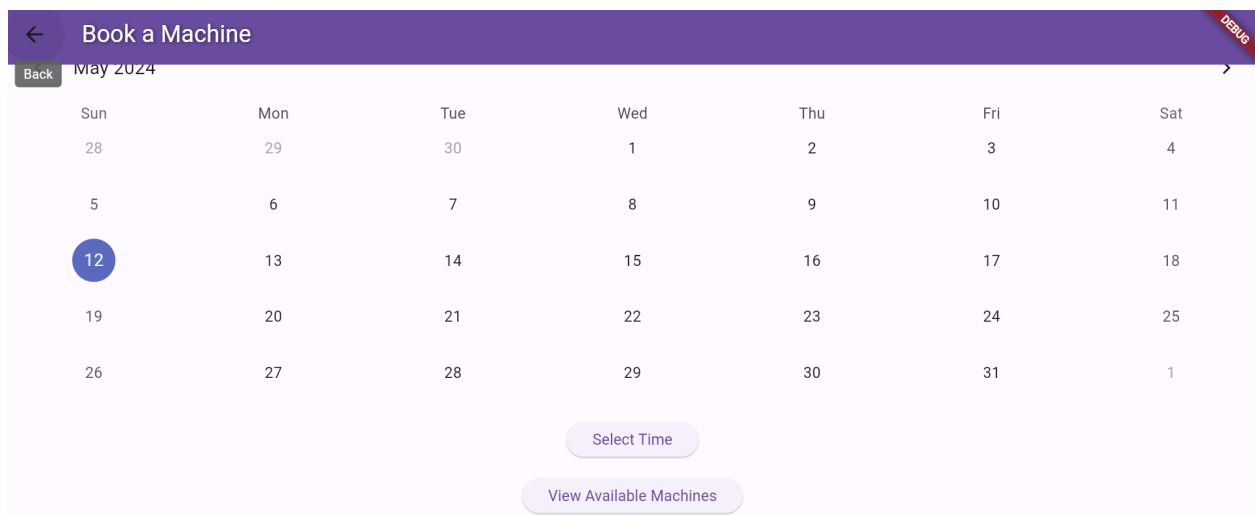 Book a Machine
DEBUG
Back
May 2024
Sun Mon Tue Wed Thu Fri Sat
28 29 30 1 2 3 4
5 6 7 8 9 10 11
12 13 14 15 16 17 18
19 20 21 22 23 24 25
26 27 28 29 30 31 1
Select Time
View Available Machines